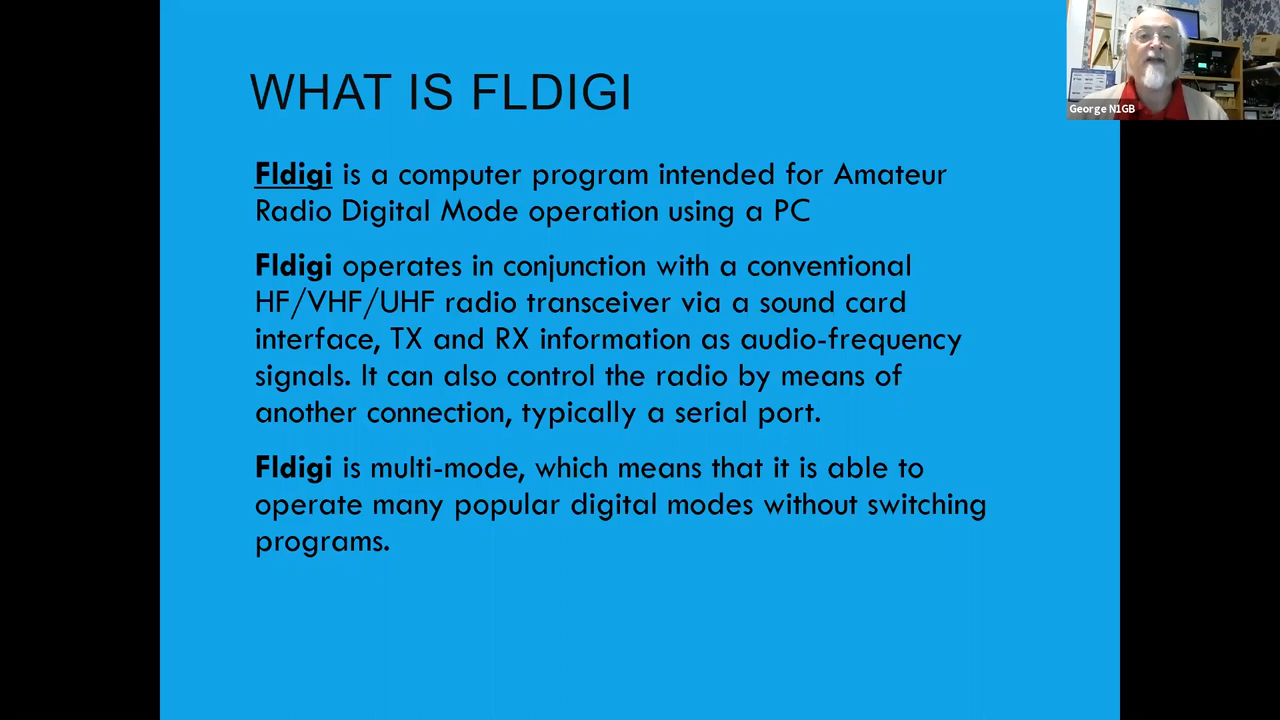 WHAT IS FLDIGI
Fldigi is a computer program intended for Amateur
Radio Digital Mode operation using a PC
Fldigi operates in conjunction with a conventional
HF/VHF/UHF radio transceiver via a sound card
interface, TX and RX information as audio-frequency
signals. It can also control the radio by means of
another connection, typically a serial port.
Fldigi is multi-mode, which means that it is able to
operate many popular digital modes without switching
programs.
George N1GB